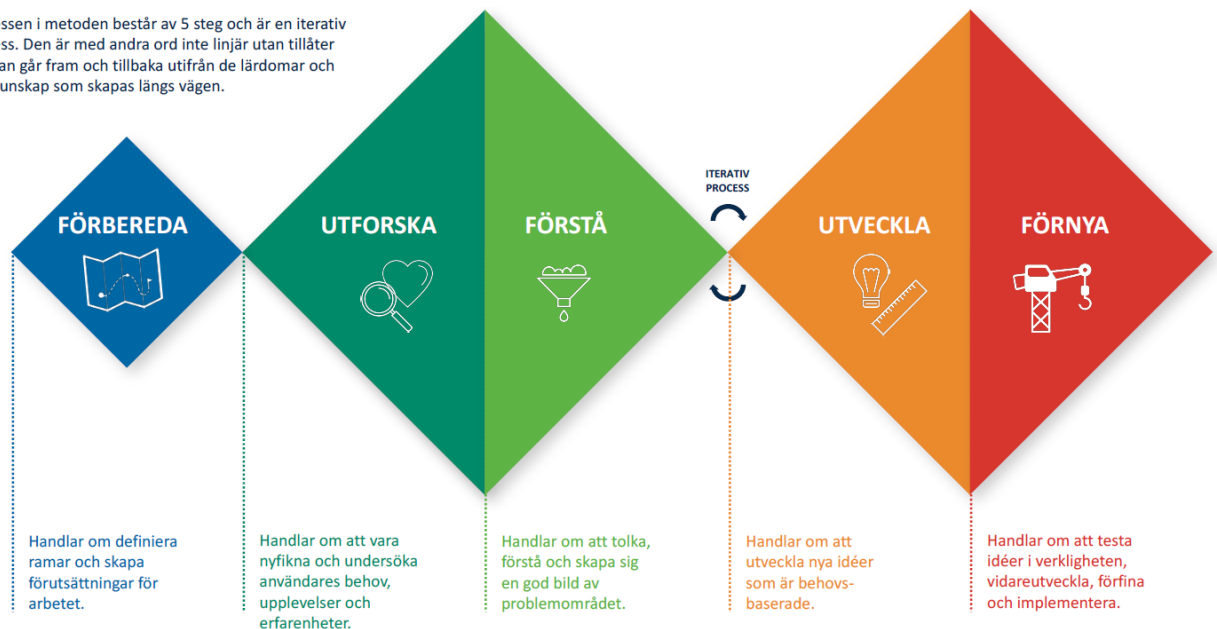 essen i metoden består av 5 steg och är en iterativ
ess. Den är med andra ord inte linjär utan tillåter
an går fram och tillbaka utifrån de lärdomar och
unskap som skapas längs vägen.
ITERATIV
PROCESS
FÖRBEREDA
UTFORSKA
FÖRSTÅ
UTVECKLA
FÖRNYA
Handlar om definiera
ramar och skapa
förutsättningar för
arbetet.
Handlar om att vara
nyfikna och undersöka
användares behov,
upplevelser och
erfarenheter.
Handlar om att tolka,
förstå och skapa sig
en god bild av
problemområdet.
Handlar om att
utveckla nya idéer
som är behovs-
baserade.
Handlar om att testa
idéer i verkligheten,
vidareutveckla, förfina
och implementera.